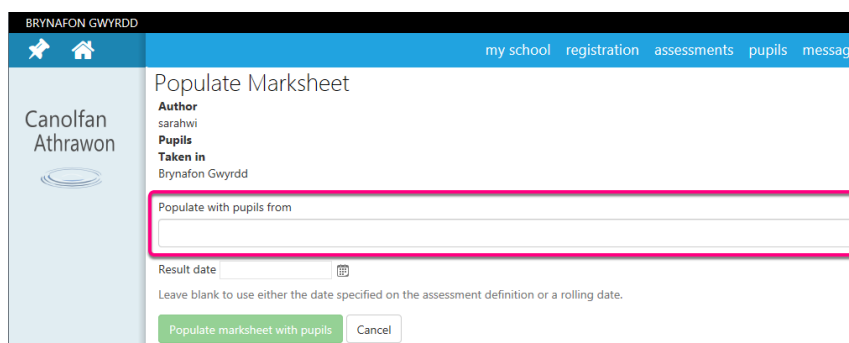 BRYNAFON GWYRDD
my school registration assessments pupils messag
Canolfan
Athrawon
Populate Marksheet
Author
sarahwi
Pupils
Taken in
Brynafon Gwyrdd
Populate with pupils from
Result date
Leave blank to use either the date specified on the assessment definition or a rolling date.
Populate marksheet with pupils Cancel